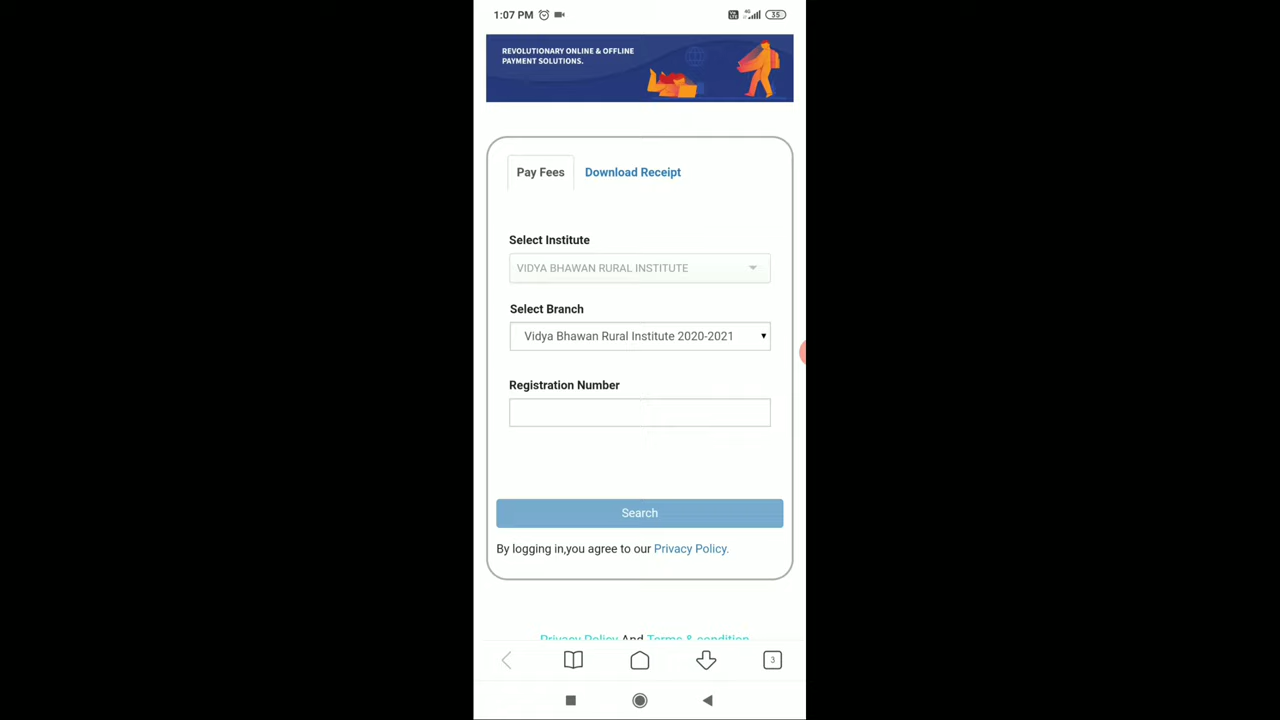 1:07 PM
35
REVOLUTIONARY ONLINE & OFFLINE
PAYMENT SOLUTIONS.
Pay Fees
Download Receipt
Select Institute
VIDYA BHAWAN RURAL INSTITUTE
Select Branch
Vidya Bhawan Rural Institute 2020-2021
Registration Number
Search
By logging in,you agree to our Privacy Policy.
Privacy Policy And Terms & condition
3